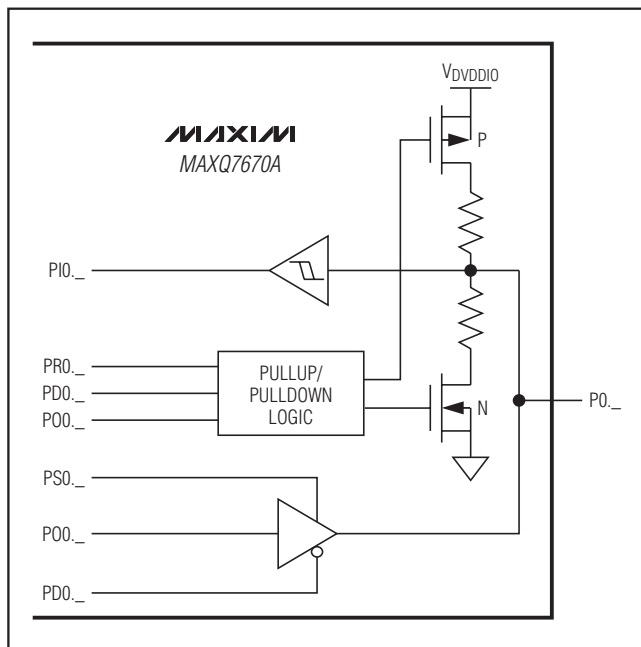 VDVDDIO
MAXIM
MAXQ7670A
P
PI0._
PR0._
PD0._
PO0._
PULLUP/
PULLDOWN
LOGIC
N
P0._
PS0._
PO0._
PD0._